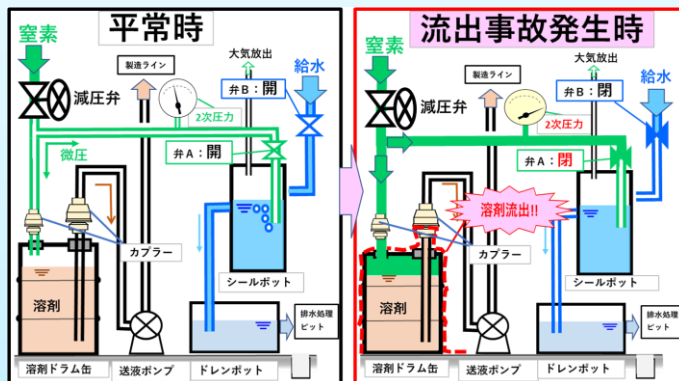 平常時
窒素
製造ライン
大気放出
給水
弁B：開
減圧弁
2次圧力
微圧
弁A：開
カプラー
シールポット
溶剤
排水処理
ピット
溶剤ドラム缶
送液ポンプ
ドレンポット
流出事故発生時
窒素
製造ライン
大気放出
給水
弁B：閉
減圧弁
2次圧力
弁A：閉
溶剤流出!!
カプラー
シールポット
溶剤
排水処理
ピット
溶剤ドラム缶
送液ポンプ
ドレンポット